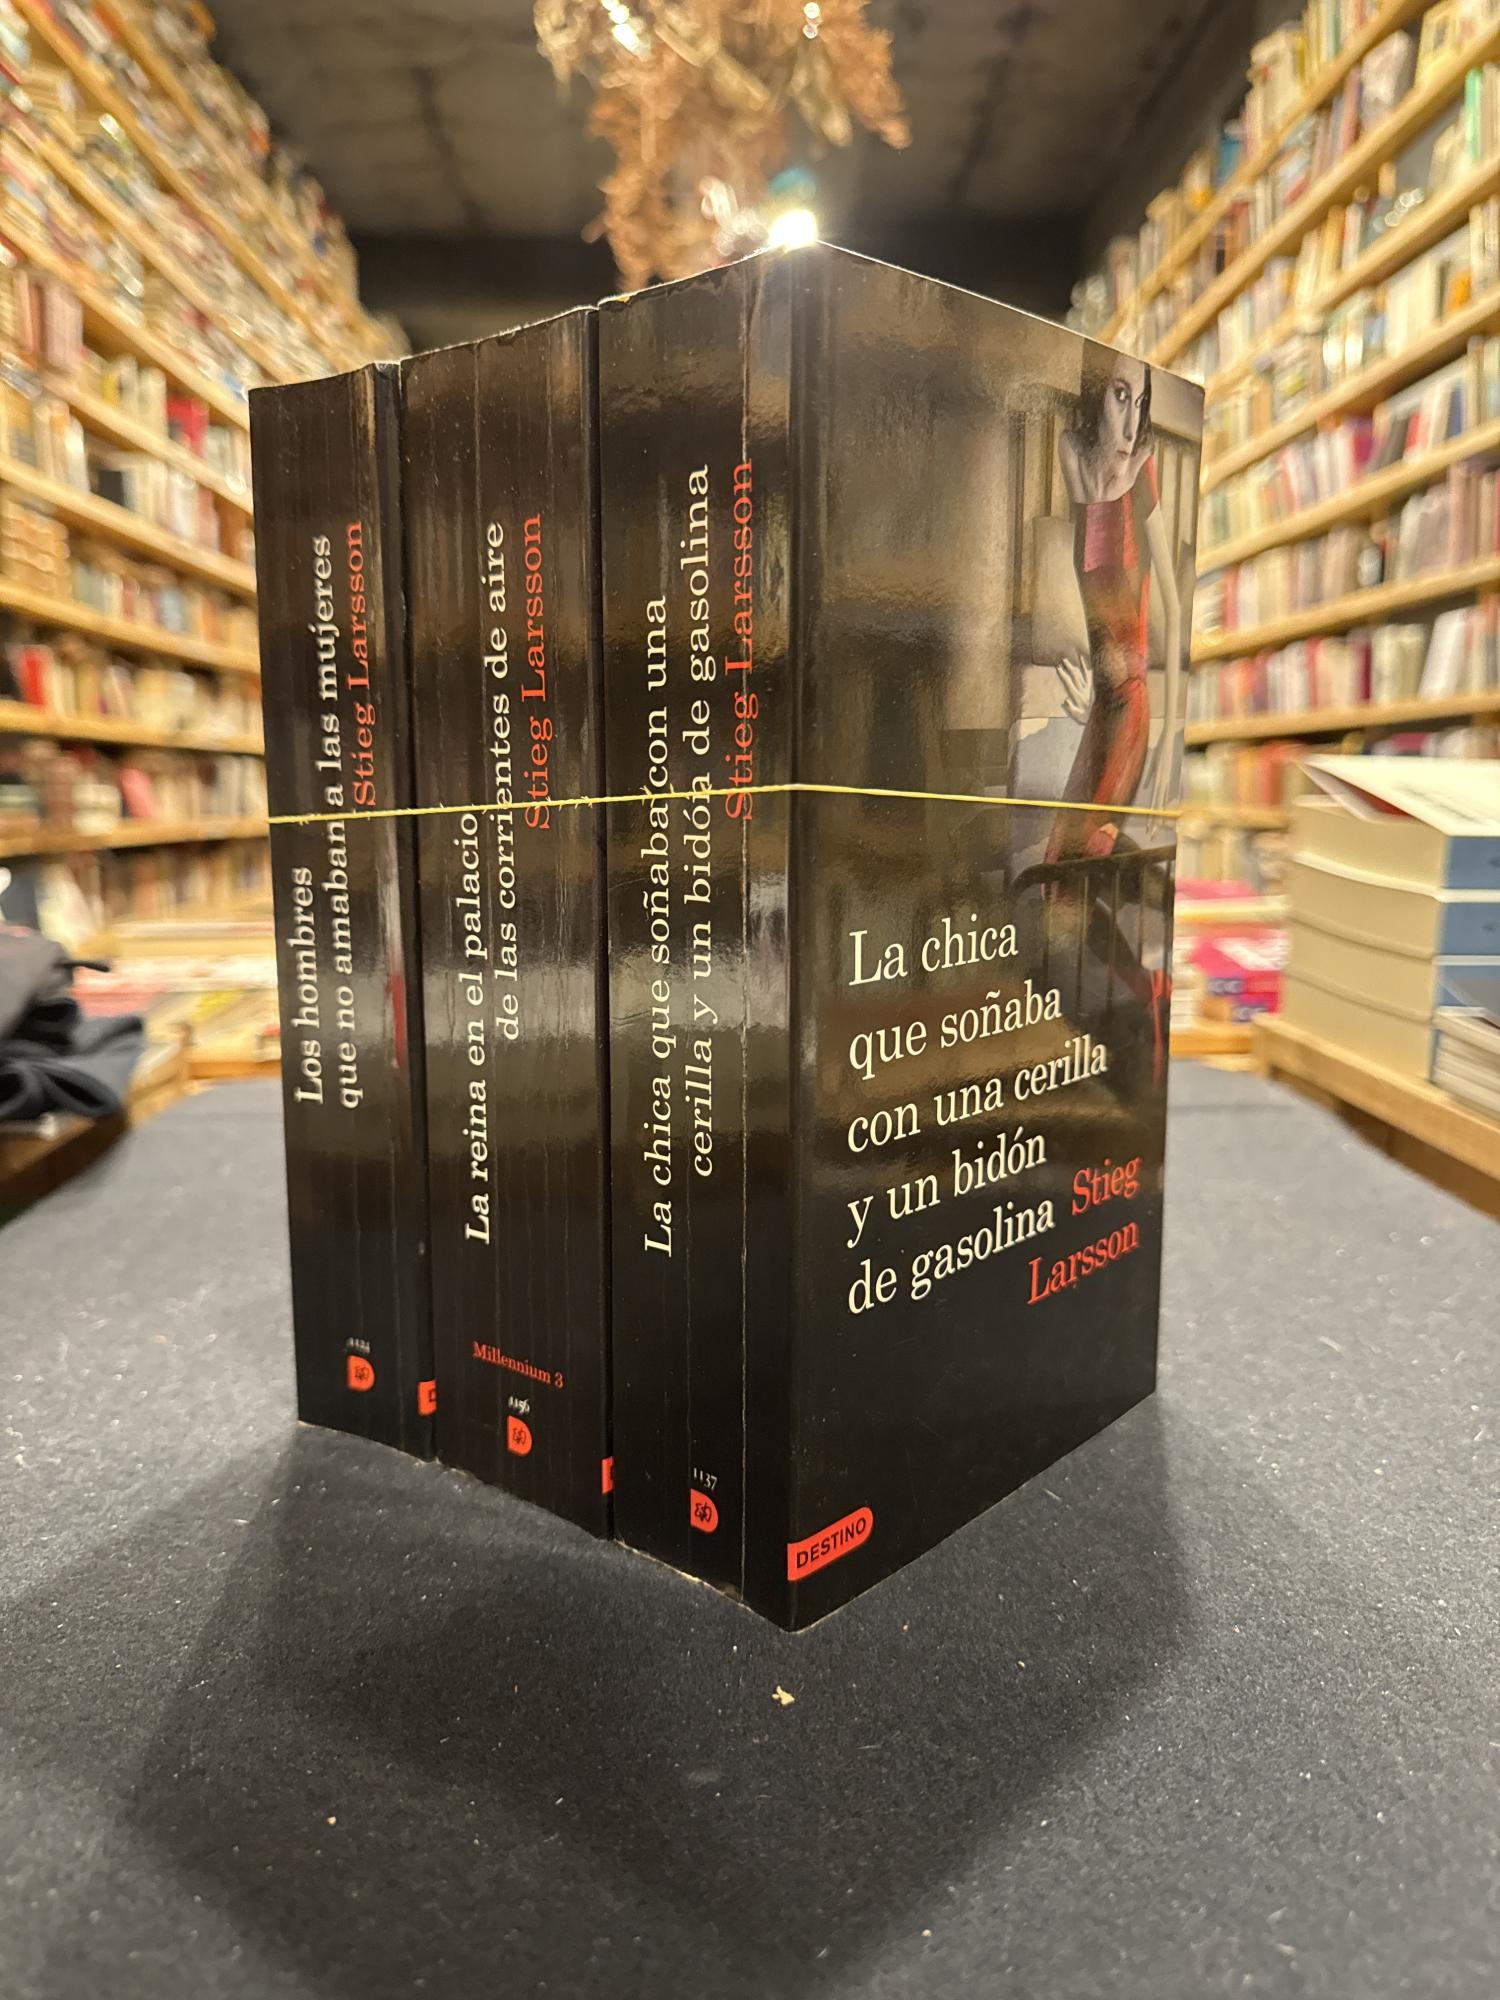 Los hombres
que no amaban a las mujeres
Stieg Larsson
La reina en el palacio
de las corrientes de aire
Stieg Larsson
Millennium 3
1156
La chica que soñaba con una
cerilla y un bidón de gasolina
Stieg Larsson
1137
La chica
que soñaba
con una cerilla
y un bidón
de gasolina Stieg
Larsson
DESTINO